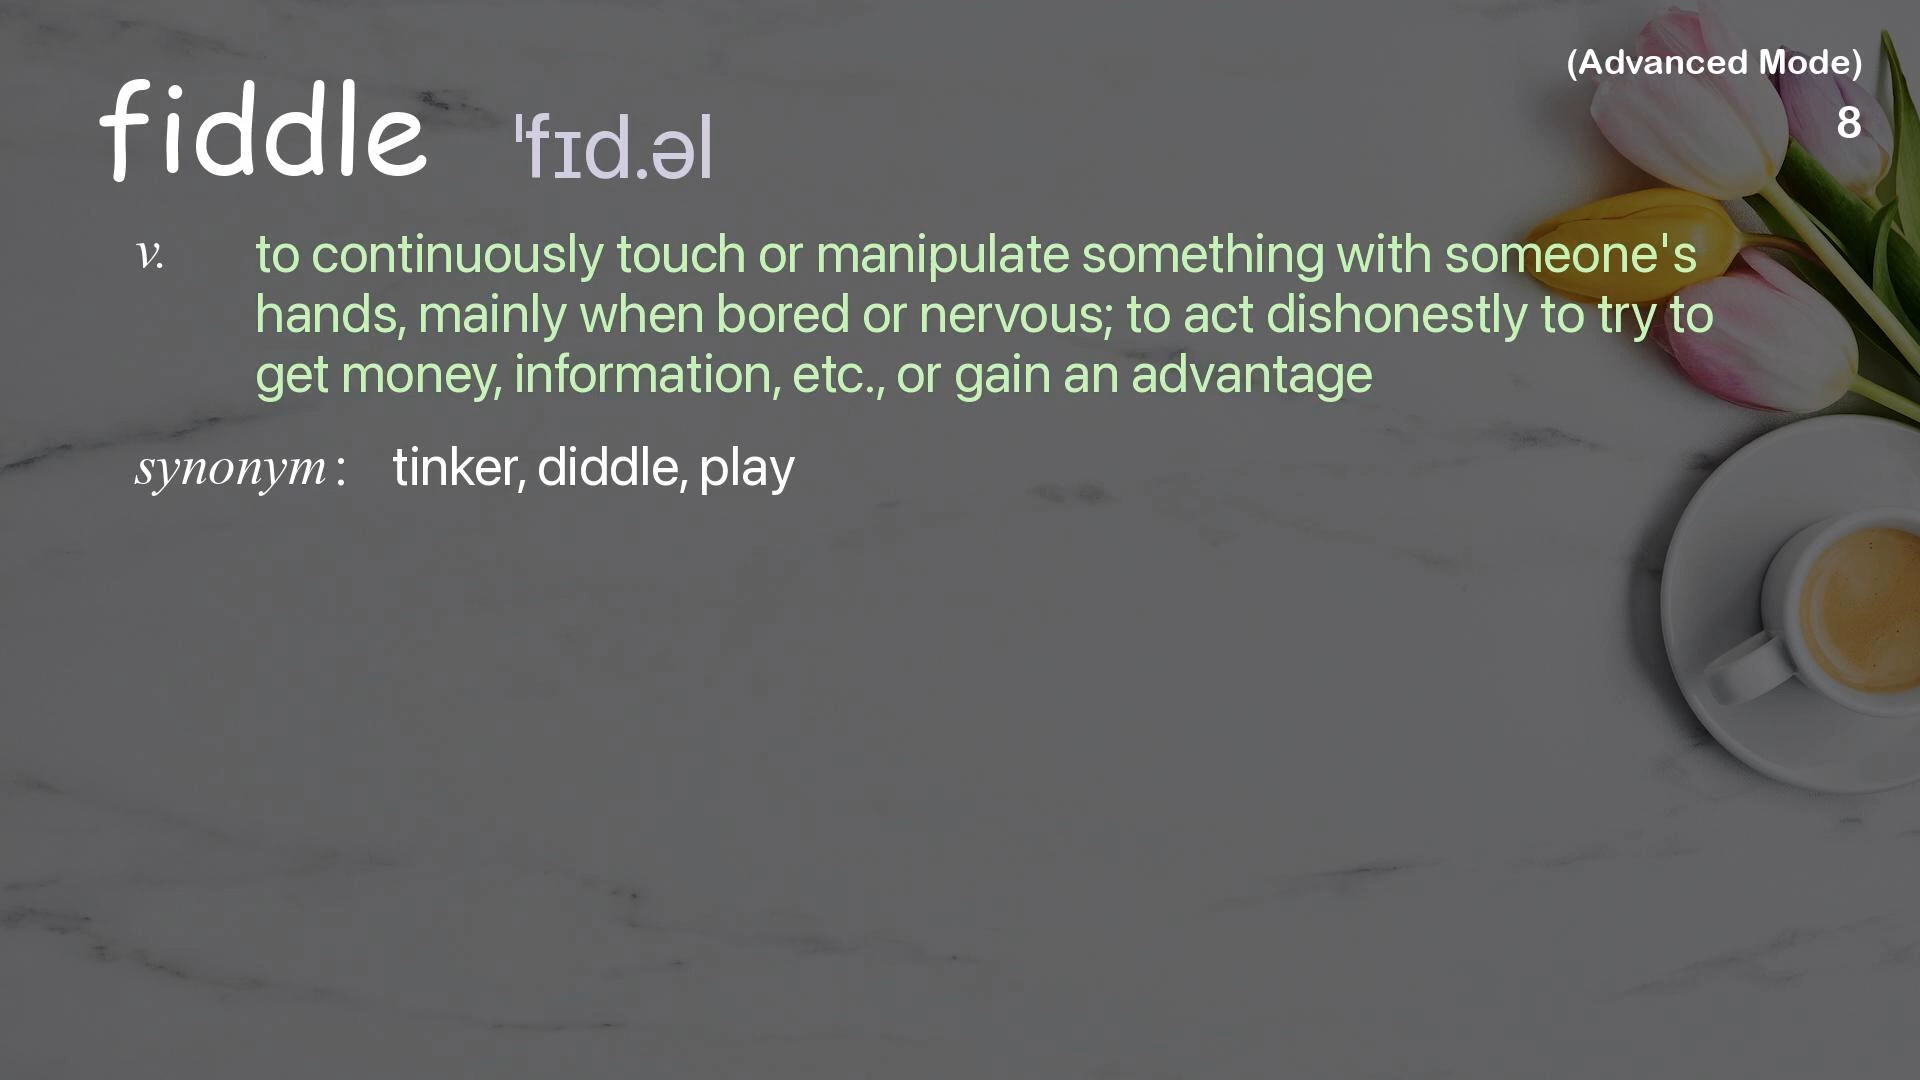 (Advanced Mode)
fiddle ˈfɪd.əl
8
v. to continuously touch or manipulate something with someone's
hands, mainly when bored or nervous; to act dishonestly to try to
get money, information, etc., or gain an advantage
synonym: tinker, diddle, play